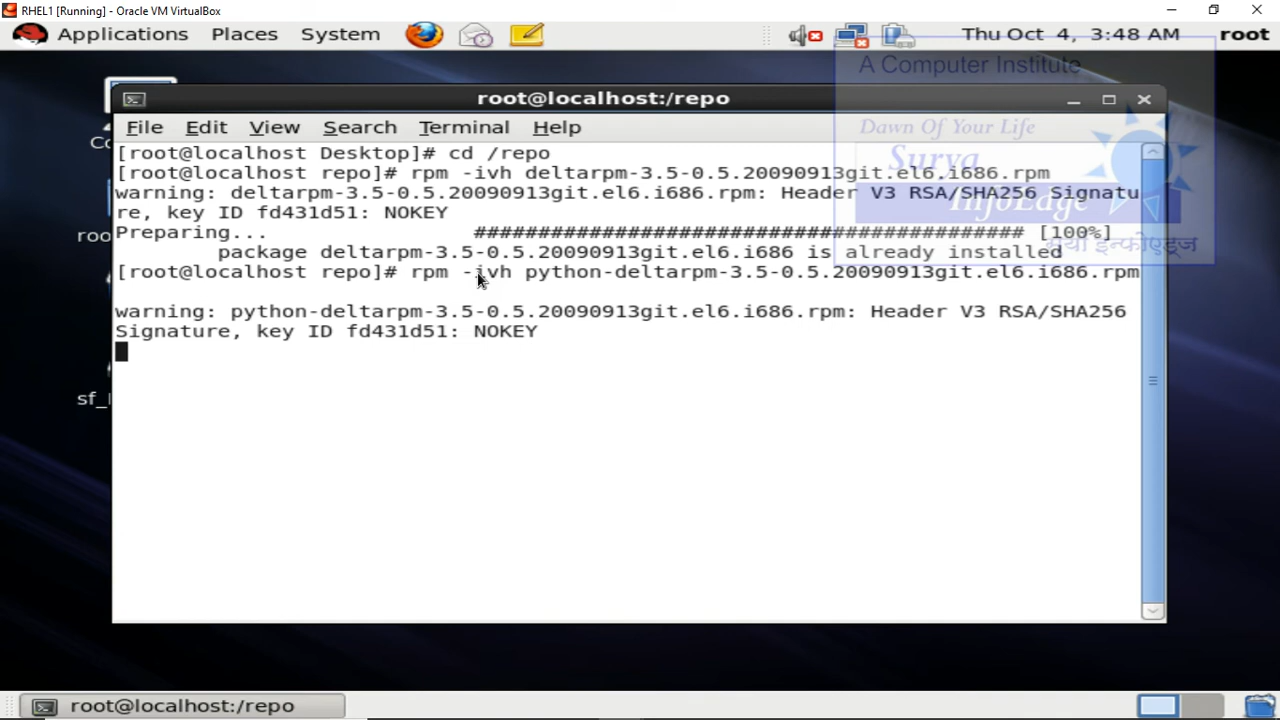 RHEL1 [Running] - Oracle VM VirtualBox
Applications Places System Thu Oct 4, 3:48 AM root
A Computer Institute
root@localhost:/repo
File Edit View Search Terminal Help
Dawn Of Your Life
Surya
InfoEdge
सूर्या इन्फोएड्ज
Co
roo
sf_
[root@localhost Desktop]# cd /repo
[root@localhost repo]# rpm -ivh deltarpm-3.5-0.5.20090913git.el6.i686.rpm
warning: deltarpm-3.5-0.5.20090913git.el6.i686.rpm: Header V3 RSA/SHA256 Signatu
re, key ID fd431d51: NOKEY
Preparing... ########################################### [100%]
package deltarpm-3.5-0.5.20090913git.el6.i686 is already installed
[root@localhost repo]# rpm -ivh python-deltarpm-3.5-0.5.20090913git.el6.i686.rpm
warning: python-deltarpm-3.5-0.5.20090913git.el6.i686.rpm: Header V3 RSA/SHA256
Signature, key ID fd431d51: NOKEY
root@localhost:/repo